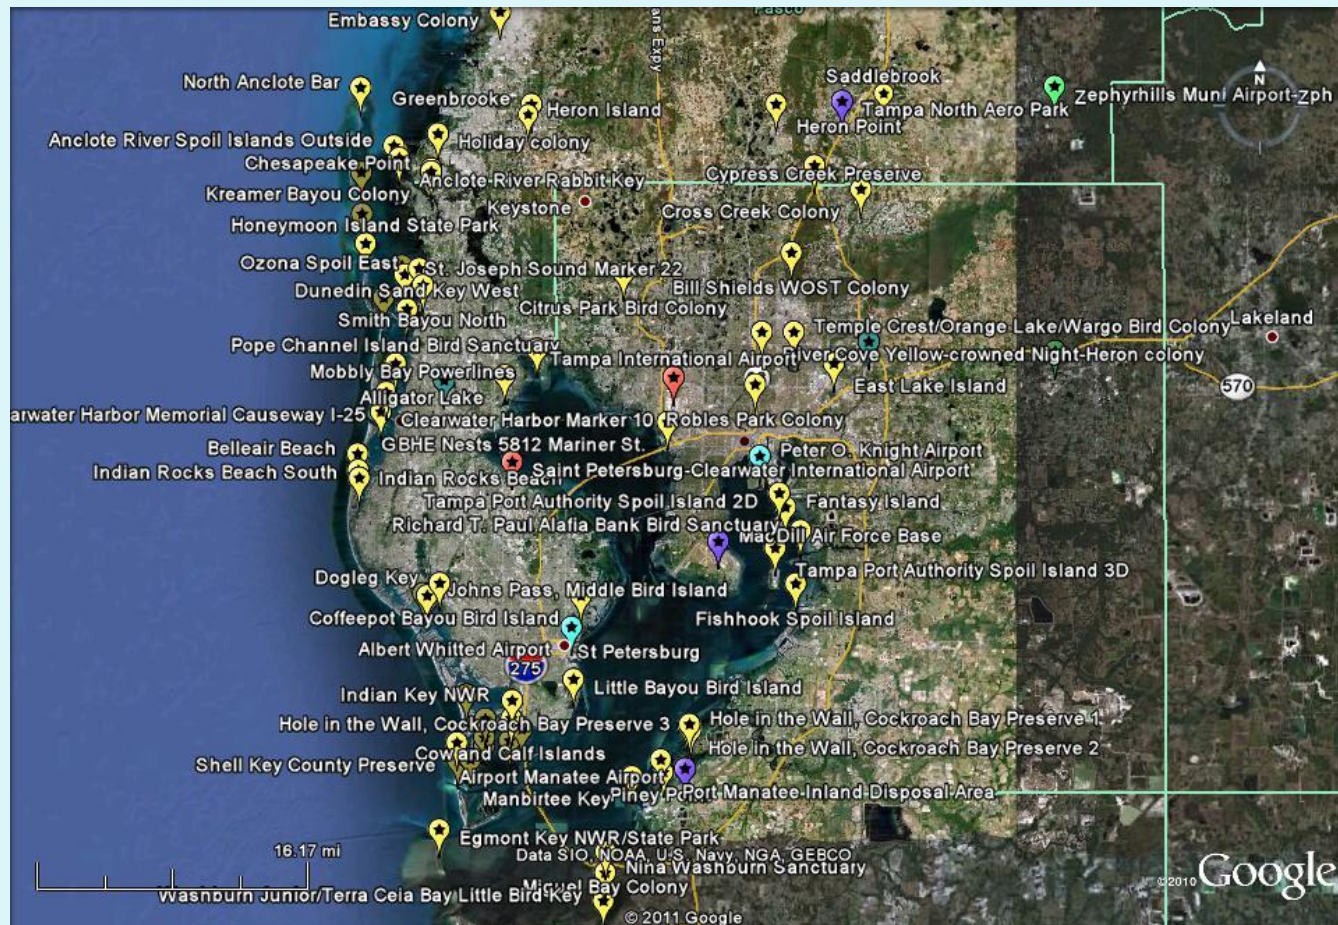 Pasco
Embassy Colony
ans Expy
North Anclote Bar
Saddlebrook
Greenbrooke
Heron Island
Tampa North Aero Park
Zephyrhills Muni Airport-zph
N
Heron Point
Anclote River Spoil Islands Outside
Holiday colony
Chesapeake Point
Cypress Creek Preserve
Anclote River Rabbit Key
Kreamer Bayou Colony
Keystone
Cross Creek Colony
Honeymoon Island State Park
Ozona Spoil East
St. Joseph Sound Marker 22
Dunedin Sand Key West
Bill Shields WOST Colony
Citrus Park Bird Colony
Smith Bayou North
Temple Crest/Orange Lake/Wargo Bird Colony
Lakeland
Pope Channel Island Bird Sanctuary
Tampa International Airport
River Cove Yellow-crowned Night-Heron colony
Mobbly Bay Powerlines
East Lake Island
570
Alligator Lake
arwater Harbor Memorial Causeway I-25
Clearwater Harbor Marker 10
Robles Park Colony
Belleair Beach
GBHE Nests 5812 Mariner St.
Peter O. Knight Airport
Indian Rocks Beach South
Indian Rocks Beach
Saint Petersburg-Clearwater International Airport
Tampa Port Authority Spoil Island 2D
Fantasy Island
Richard T. Paul Alafia Bank Bird Sanctuary
MacDill Air Force Base
Tampa Port Authority Spoil Island 3D
Dogleg Key
Johns Pass, Middle Bird Island
Coffeepot Bayou Bird Island
Fishhook Spoil Island
Albert Whitted Airport
St Petersburg
275
Little Bayou Bird Island
Indian Key NWR
Hole in the Wall, Cockroach Bay Preserve 3
Hole in the Wall, Cockroach Bay Preserve 1
Hole in the Wall, Cockroach Bay Preserve 2
Cow and Calf Islands
Shell Key County Preserve
Airport Manatee Airport
Manbirtee Key
Piney Point
Port Manatee Inland Disposal Area
Egmont Key NWR/State Park
16.17 mi
Data SIO, NOAA, U.S. Navy, NGA, GEBCO
Nina Washburn Sanctuary
Miguel Bay Colony
Washburn Junior/Terra Ceia Bay Little Bird Key
© 2011 Google
©2010 Google